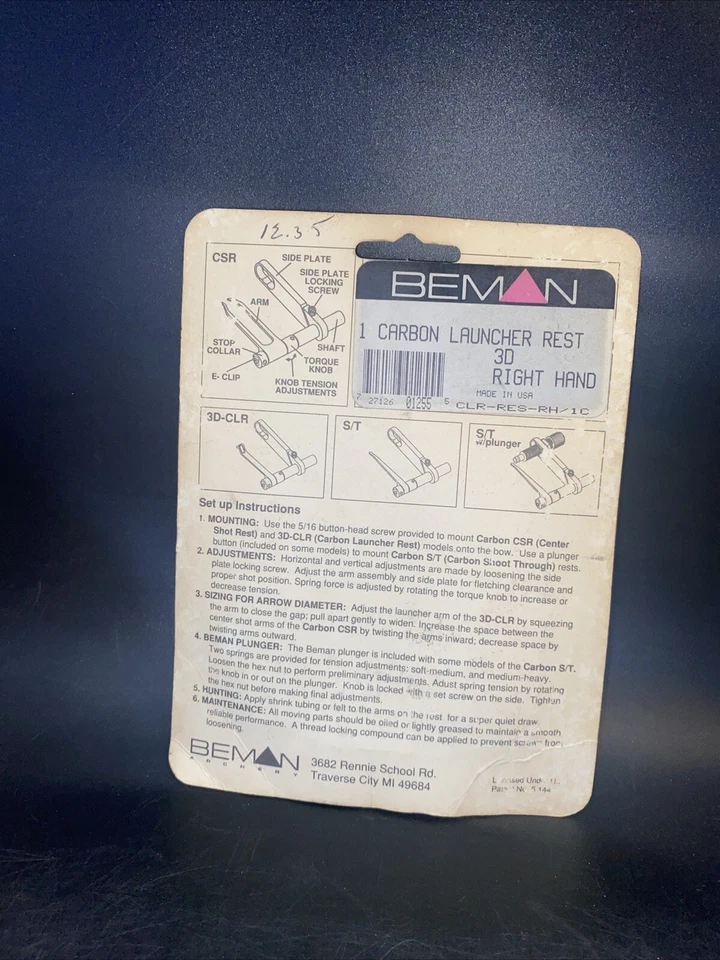 12.35
CSR
SIDE PLATE
SIDE PLATE
LOCKING
SCREW
ARM
STOP
COLLAR
SHAFT
TORQUE
KNOB
E-CLIP
KNOB TENSION
ADJUSTMENTS
BEMAN
1 CARBON LAUNCHER REST
3D
RIGHT HAND
MADE IN USA
7 27126 01255 5
CLR-RES-RH/1C
3D-CLR
S/T
S/T
w/plunger
Set up Instructions
1. MOUNTING: Use the 5/16 button-head screw provided to mount Carbon CSR (Center
Shot Rest) and 3D-CLR (Carbon Launcher Rest) models onto the bow. Use a plunger
button (included on some models) to mount Carbon S/T (Carbon Shoot Through) rests.
2. ADJUSTMENTS: Horizontal and vertical adjustments are made by loosening the side
plate locking screw. Adjust the arm assembly and side plate for fletching clearance and
proper shot position. Spring force is adjusted by rotating the torque knob to increase or
decrease tension.
3. SIZING FOR ARROW DIAMETER: Adjust the launcher arm of the 3D-CLR by squeezing
the arm to close the gap; pull apart gently to widen. Increase the space between the
center shot arms of the Carbon CSR by twisting the arms inward; decrease space by
twisting arms outward.
4. BEMAN PLUNGER: The Beman plunger is included with some models of the Carbon S/T.
Two springs are provided for tension adjustments: soft-medium, and medium-heavy.
Loosen the hex nut to perform preliminary adjustments. Adust spring tension by rotating
the knob in or out on the plunger. Knob is locked with a set screw on the side. Tighten
the hex nut before making final adjustments.
5. HUNTING: Apply shrink tubing or felt to the arms on the rest for a super quiet draw.
6. MAINTENANCE: All moving parts should be oiled or lightly greased to maintain a smooth
reliable performance. A thread locking compound can be applied to prevent screw from
loosening.
BEMAN
ARCHERY
3682 Rennie School Rd.
Traverse City MI 49684